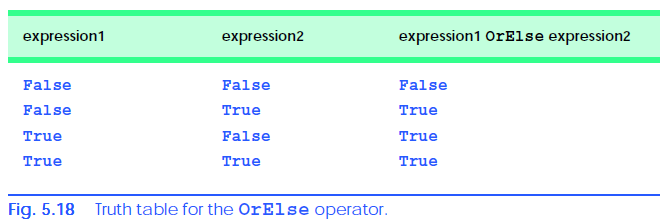 expression1 expression2 expression1 OrElse expression2
False False False
False True True
True False True
True True True
Fig. 5.18 Truth table for the OrElse operator.